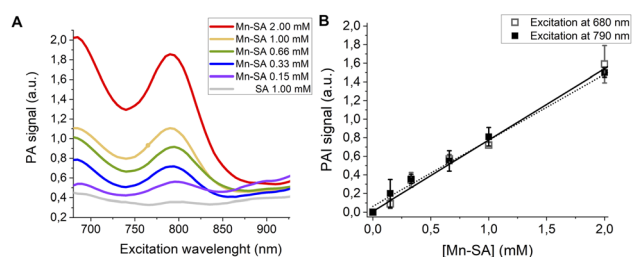 A
PA signal (a.u.)
2,2
2,0
1,8
1,6
1,4
1,2
1,0
0,8
0,6
0,4
0,2
700
750
800
850
900
Excitation wavelenght (nm)
Mn-SA 2.00 mM
Mn-SA 1.00 mM
Mn-SA 0.66 mM
Mn-SA 0.33 mM
Mn-SA 0.15 mM
SA 1.00 mM
B
PAI signal (a.u.)
Excitation at 680 nm
Excitation at 790 nm
2,0
1,8
1,6
1,4
1,2
1,0
0,8
0,6
0,4
0,2
0,0
0,0
0,5
1,0
2,0
[Mn-SA] (mM)